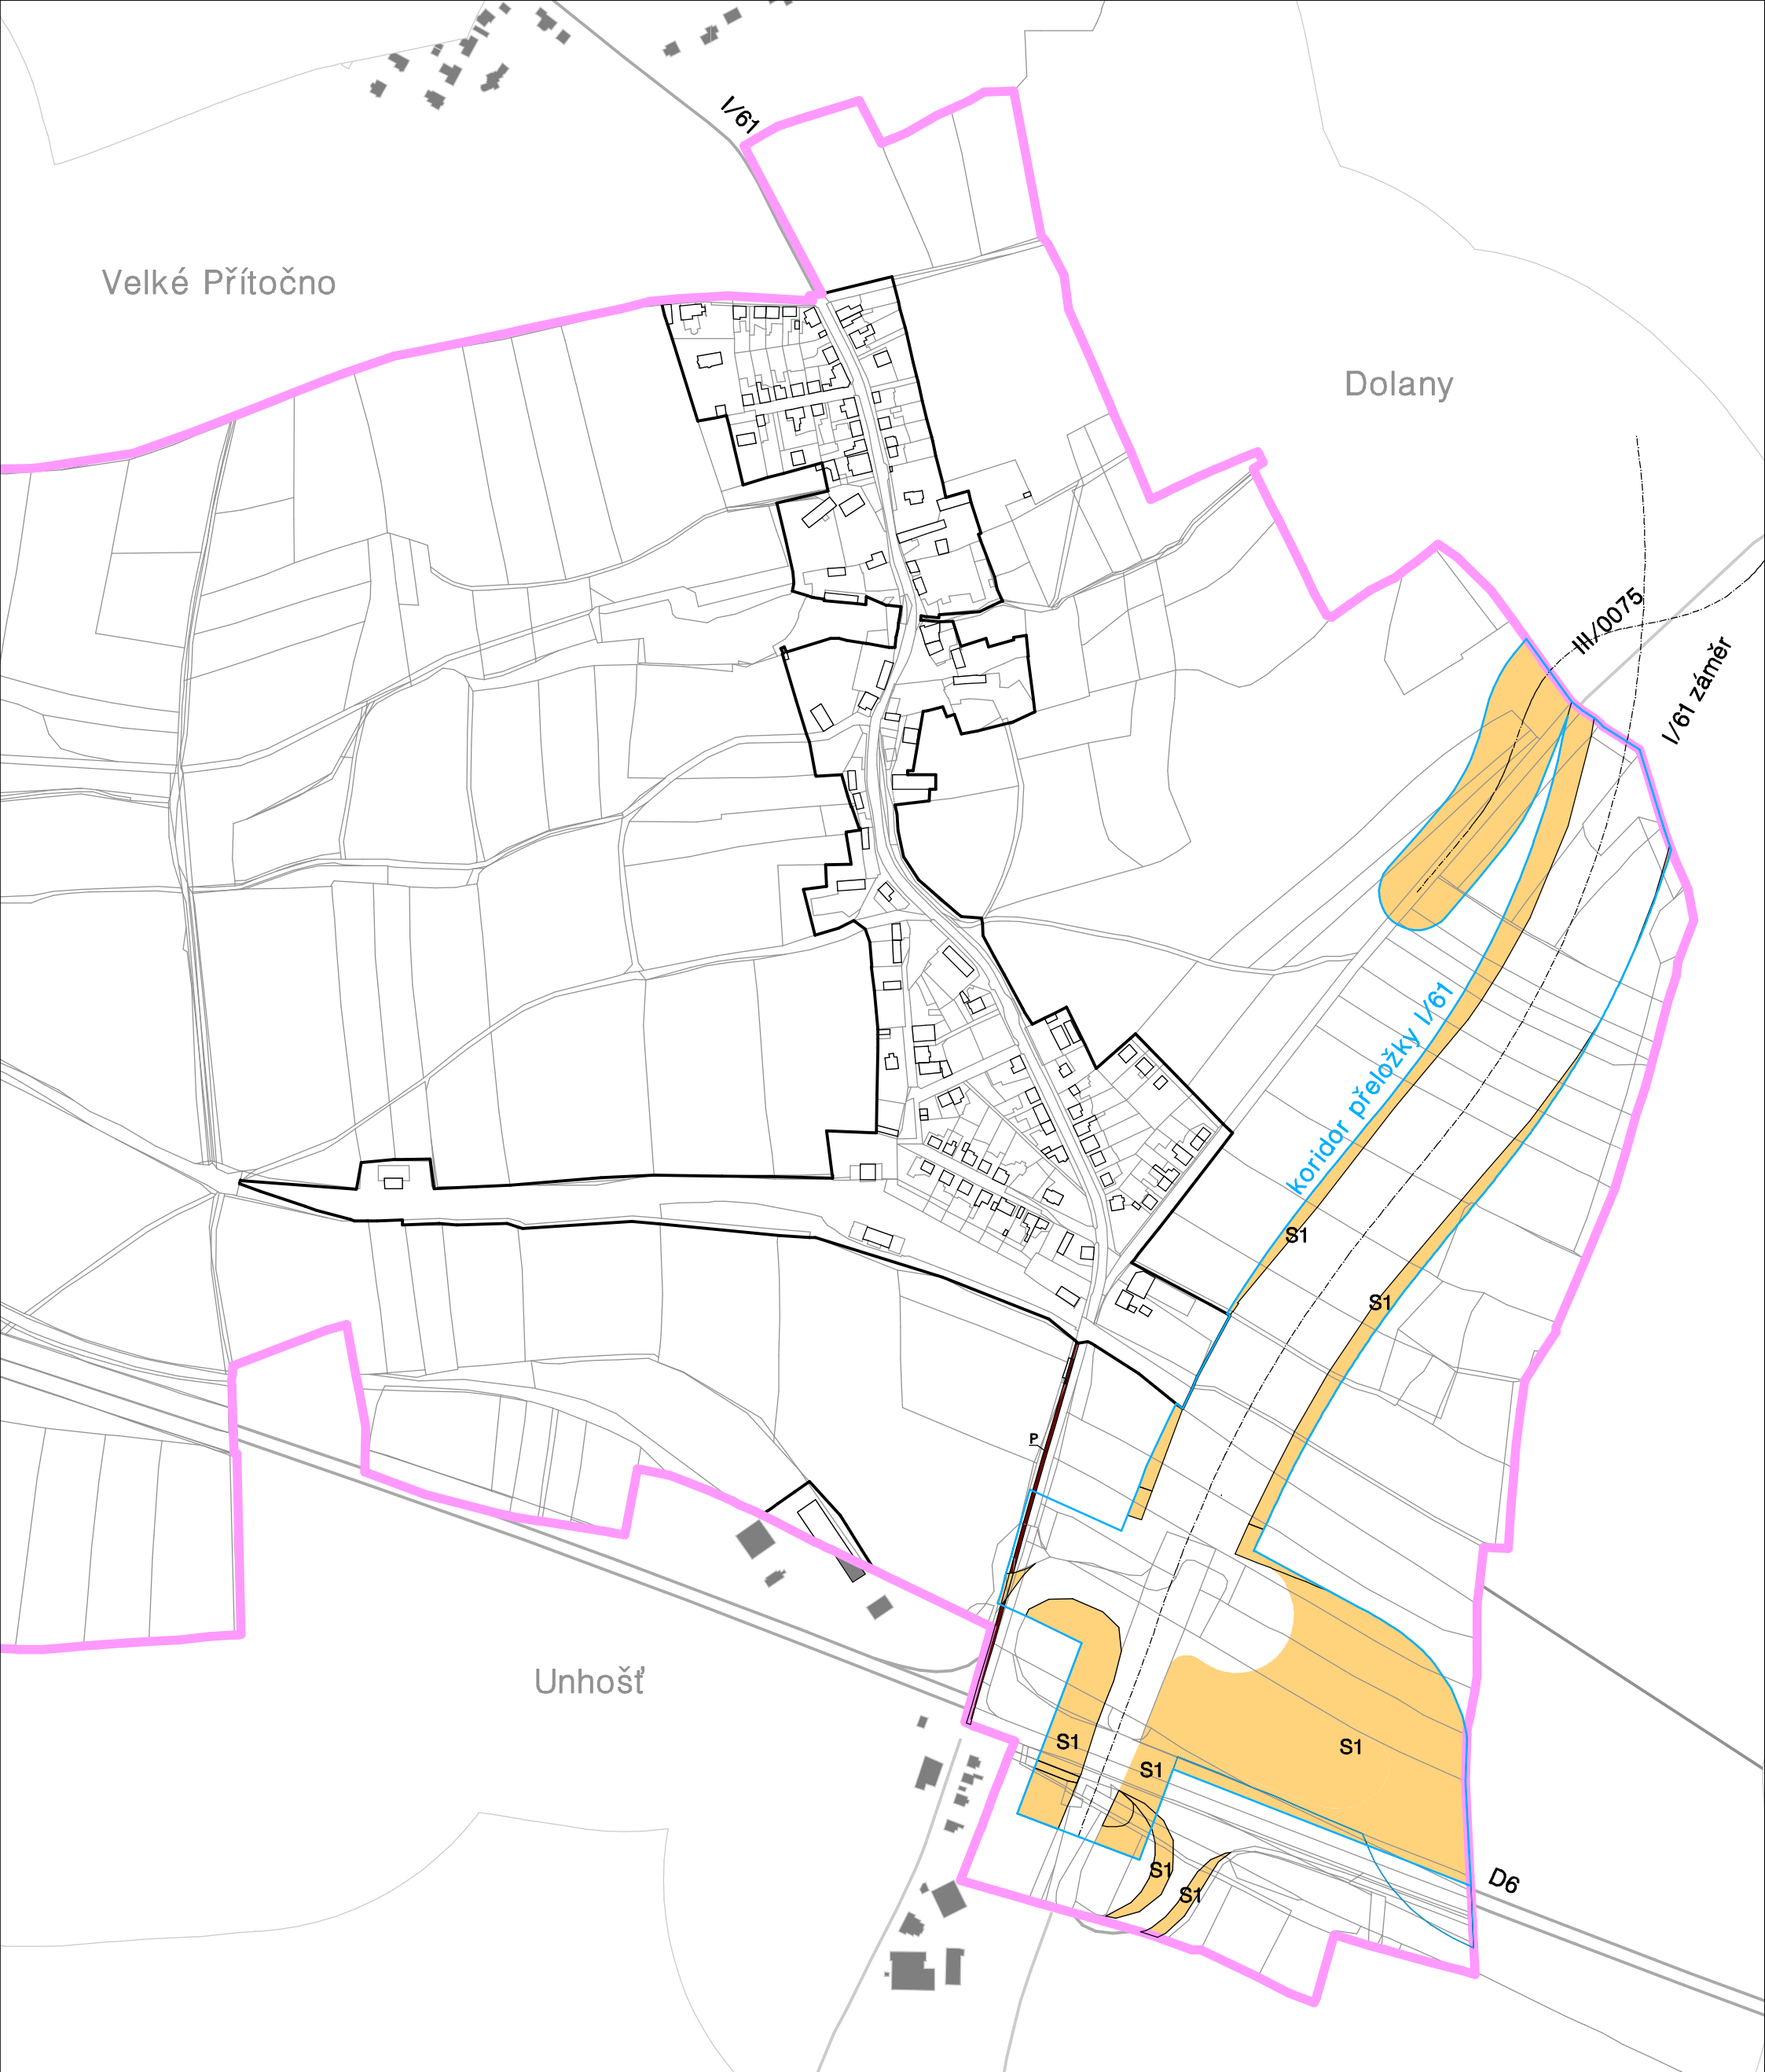 I/61
Velké Přítočno
Dolany
III/0075
I/61 záměr
koridor přeložky I/61
S1
S1
P
Unhošť
S1
S1
S1
S1
S1
D6